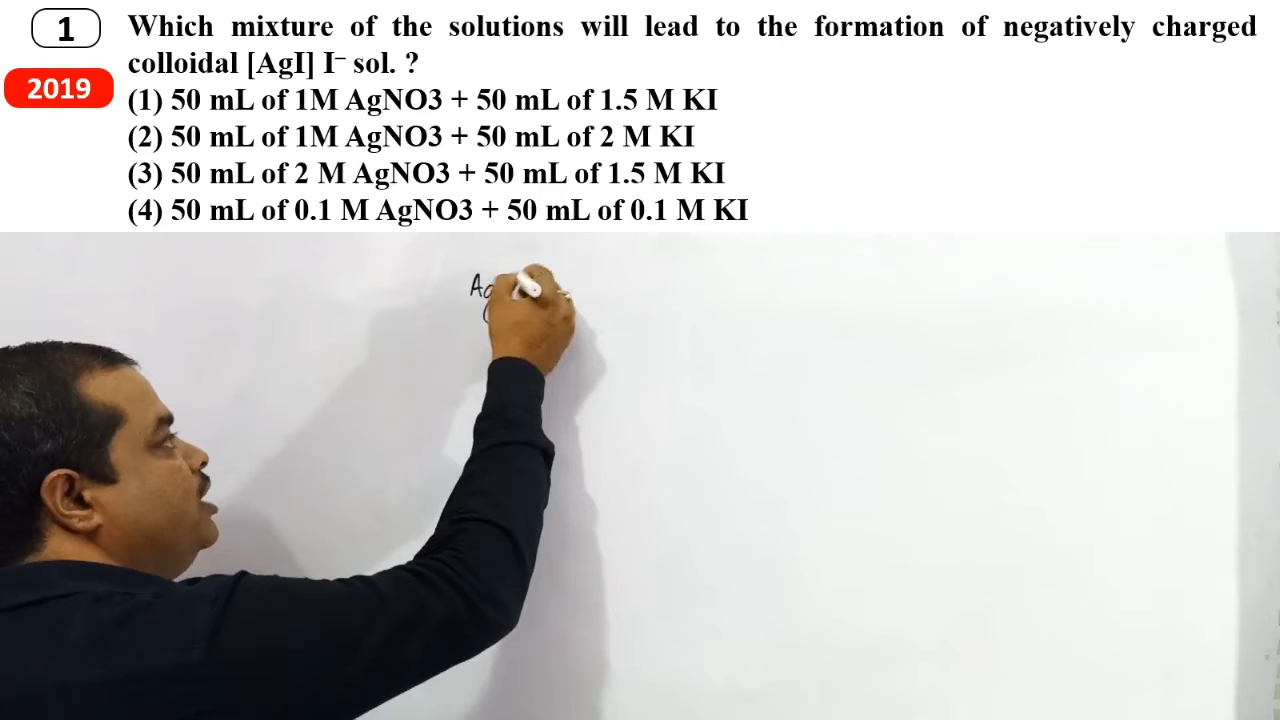 1
Which mixture of the solutions will lead to the formation of negatively charged
2019
colloidal [AgI] I⁻ sol. ?
(1) 50 mL of 1M AgNO3 + 50 mL of 1.5 M KI
(2) 50 mL of 1M AgNO3 + 50 mL of 2 M KI
(3) 50 mL of 2 M AgNO3 + 50 mL of 1.5 M KI
(4) 50 mL of 0.1 M AgNO3 + 50 mL of 0.1 M KI